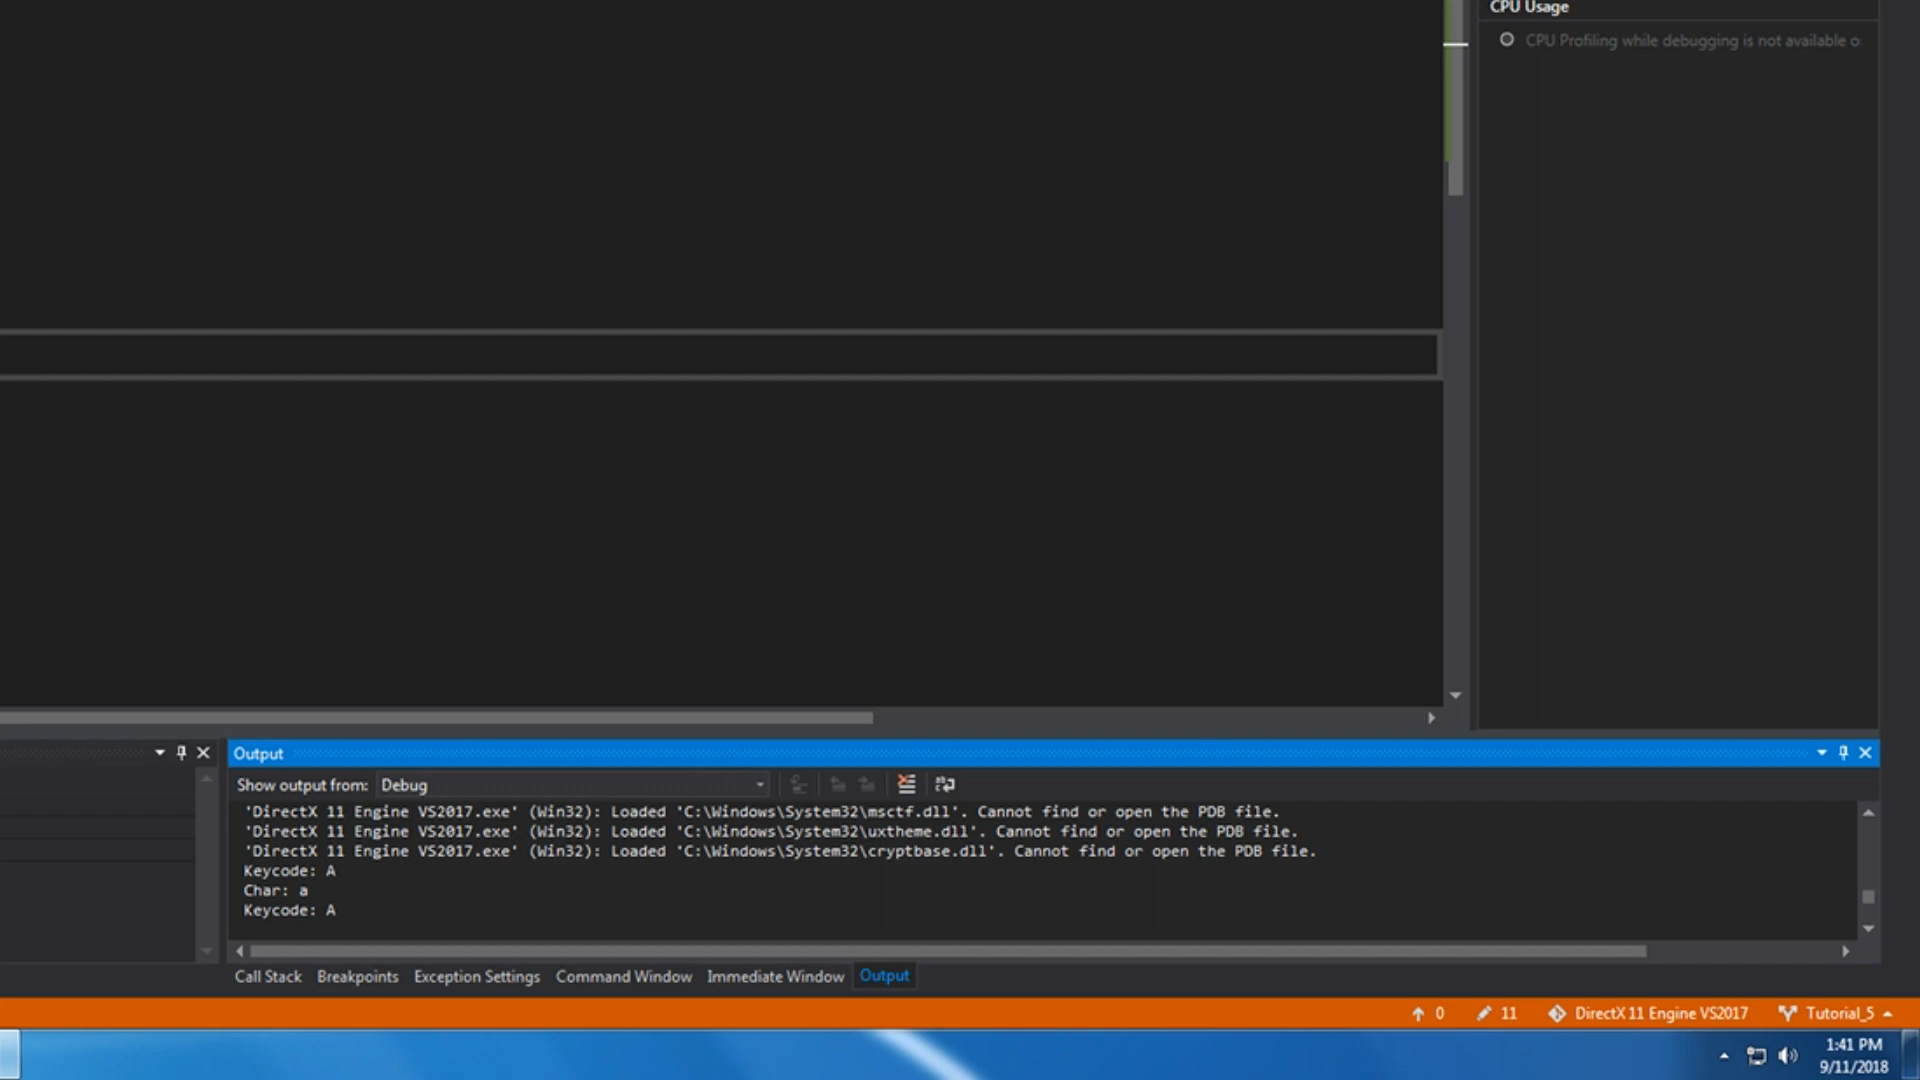 CPU Usage
CPU Profiling while debugging is not available o
Output
Show output from: Debug
'DirectX 11 Engine VS2017.exe' (Win32): Loaded 'C:\Windows\System32\msctf.dll'. Cannot find or open the PDB file.
'DirectX 11 Engine VS2017.exe' (Win32): Loaded 'C:\Windows\System32\uxtheme.dll'. Cannot find or open the PDB file.
'DirectX 11 Engine VS2017.exe' (Win32): Loaded 'C:\Windows\System32\cryptbase.dll'. Cannot find or open the PDB file.
Keycode: A
Char: a
Keycode: A
Call Stack Breakpoints Exception Settings Command Window Immediate Window Output
0 11 DirectX 11 Engine VS2017 Tutorial_5
1:41 PM
9/11/2018